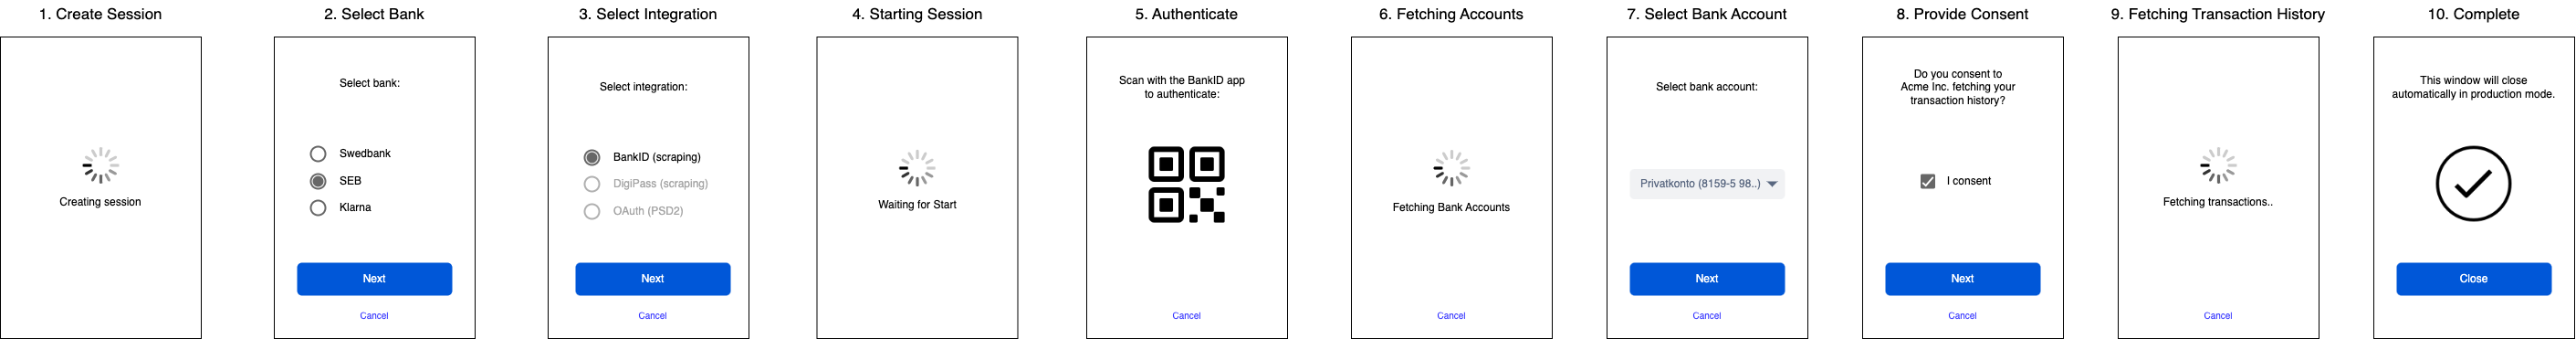 1. Create Session
Creating session
2. Select Bank
Select bank:
Swedbank
SEB
Klarna
Next
Cancel
3. Select Integration
Select integration:
BankID (scraping)
DigiPass (scraping)
OAuth (PSD2)
Next
Cancel
4. Starting Session
Waiting for Start
5. Authenticate
Scan with the BankID app
to authenticate:
Cancel
6. Fetching Accounts
Fetching Bank Accounts
Cancel
7. Select Bank Account
Select bank account:
Privatkonto (8159-5 98..)
Next
Cancel
8. Provide Consent
Do you consent to
Acme Inc. fetching your
transaction history?
I consent
Next
Cancel
9. Fetching Transaction History
Fetching transactions..
Cancel
10. Complete
This window will close
automatically in production mode.
Close